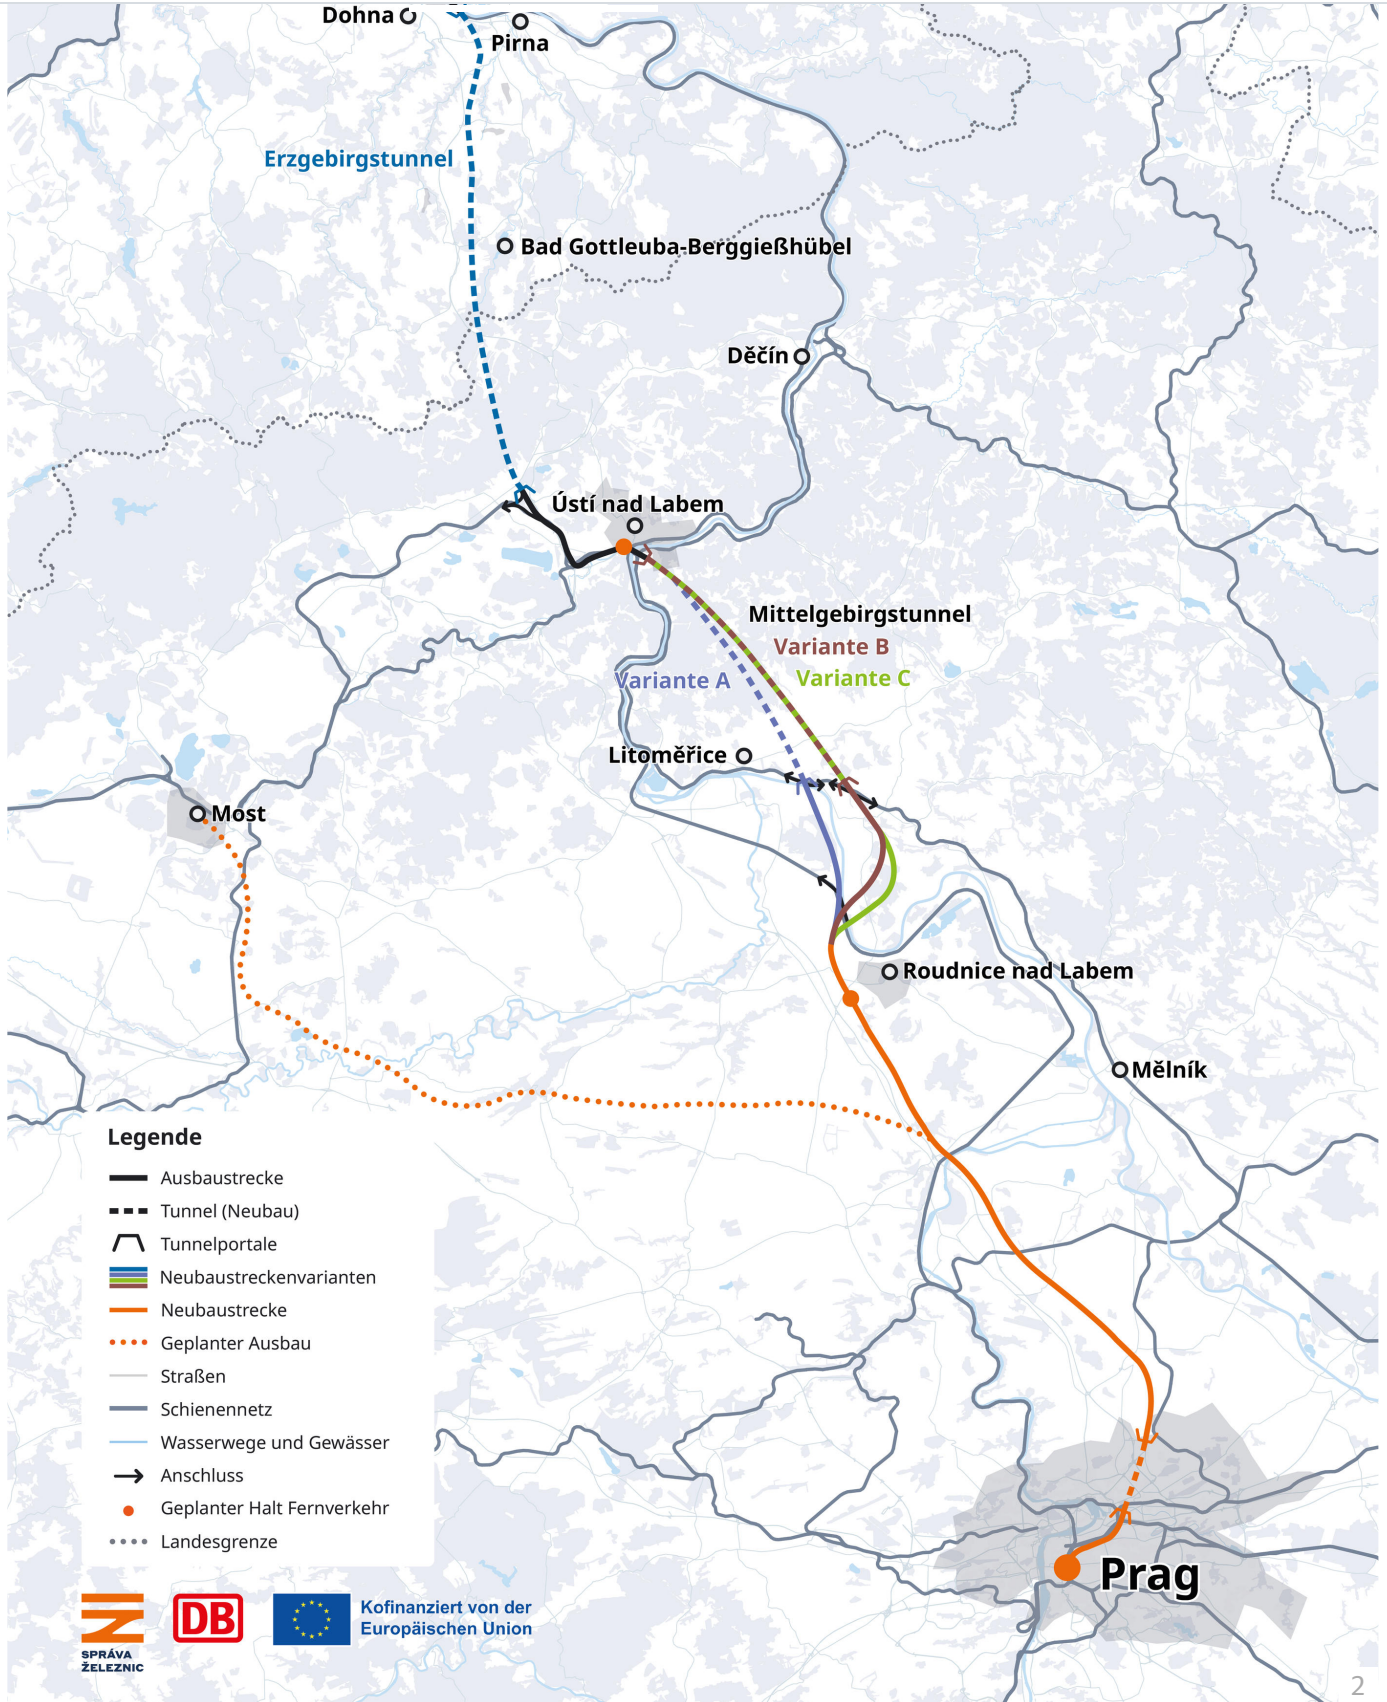 Dohna
Pirna
Erzgebirgstunnel
Bad Gottleuba-Berggießhübel
Děčín
Ústí nad Labem
Mittelgebirgstunnel
Variante B
Variante A
Variante C
Litoměřice
Most
Roudnice nad Labem
Mělník
Legende
Ausbaustrecke
Tunnel (Neubau)
Tunnelportale
Neubaustreckenvarianten
Neubaustrecke
Geplanter Ausbau
Straßen
Schienennetz
Wasserwege und Gewässer
Anschluss
Geplanter Halt Fernverkehr
Landesgrenze
Prag
SPRÁVA
ŽELEZNIC
DB
Kofinanziert von der
Europäischen Union
2